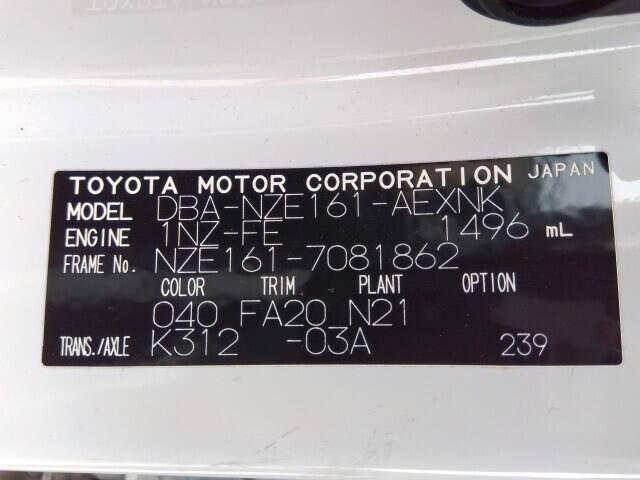 TOYOTA MOTOR CORPORATION JAPAN
MODEL DBA-NZE161-AEXNK
ENGINE 1NZ-FE 1496 mL
FRAME No. NZE161-7081862
COLOR TRIM PLANT OPTION
040 FA20 N21
TRANS./AXLE K312 -03A 239